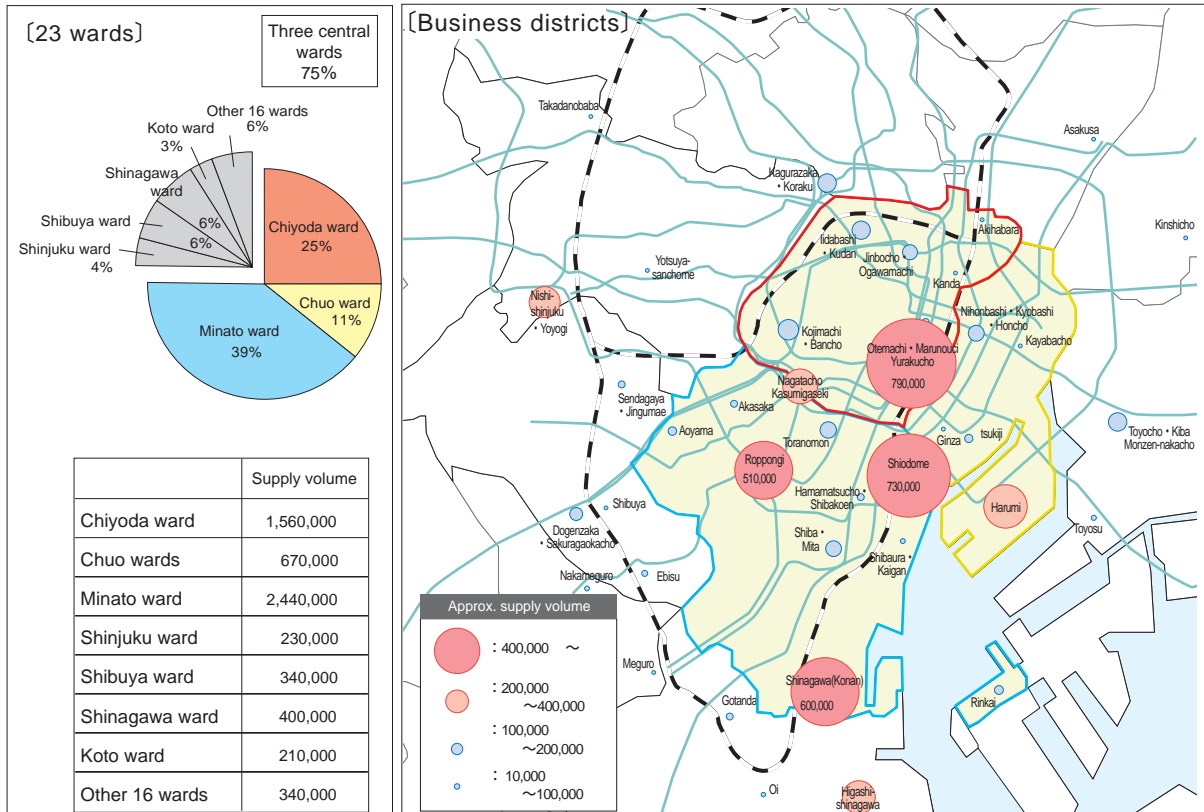 〔23 wards〕
Three central
wards
75%
Other 16 wards
6%
Koto ward
3%
Shinagawa
ward
6%
Shibuya ward
6%
Shinjuku ward
4%
Chiyoda ward
25%
Chuo ward
11%
Minato ward
39%
Supply volume
Chiyoda ward 1,560,000
Chuo wards 670,000
Minato ward 2,440,000
Shinjuku ward 230,000
Shibuya ward 340,000
Shinagawa ward 400,000
Koto ward 210,000
Other 16 wards 340,000
〔Business districts〕
Takadanobaba
Asakusa
Kagurazaka
・Koraku
Kinshicho
Iidabashi
・Kudan
Jinbocho・
Ogawamachi
Akihabara
Yotsuya-
sanchome
Kanda
Nishi-
shinjuku
・Yoyogi
Kojimachi
・Bancho
Nihonbashi・Kyobashi
・Honcho
Kayabacho
Otemachi・Marunouci
Yurakucho
790,000
Nagatacho
Kasumigaseki
Sendagaya
・Jingumae
Akasaka
Aoyama
Toranomon
Ginza
tsukiji
Toyocho・Kiba
Monzen-nakacho
Roppongi
510,000
Shiodome
730,000
Hamamatsucho・
Shibakoen
Harumi
Shibuya
Dogenzaka
・Sakuragaokacho
Shiba・
Mita
Shibaura・
Kaigan
Toyosu
Nakameguro
Ebisu
Meguro
Gotanda
Shinagawa(Konan)
600,000
Rinkai
Oi
Higashi-
shinagawa
Approx. supply volume
：400,000 ～
：200,000
～400,000
：100,000
～200,000
：10,000
～100,000